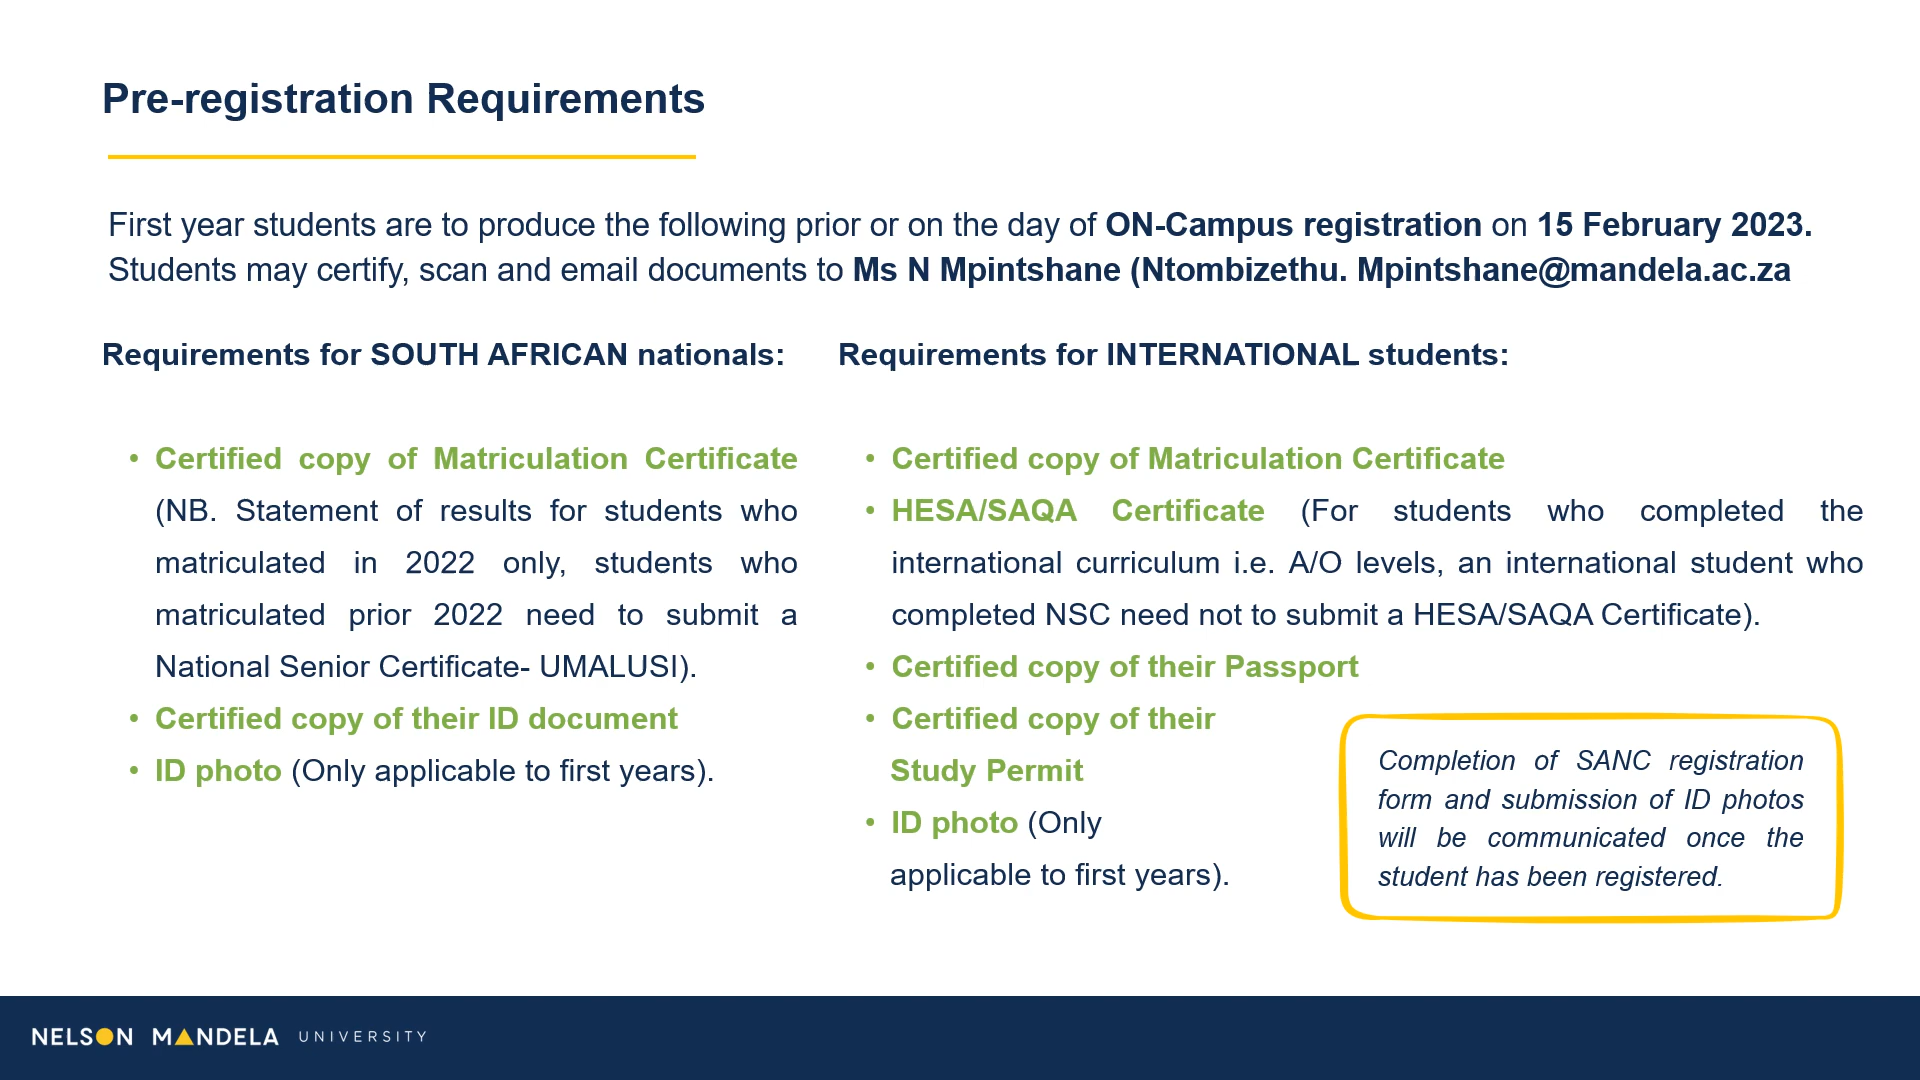 Pre-registration Requirements
First year students are to produce the following prior or on the day of ON-Campus registration on 15 February 2023.
Students may certify, scan and email documents to Ms N Mpintshane (Ntombizethu. Mpintshane@mandela.ac.za
Requirements for SOUTH AFRICAN nationals:
• Certified copy of Matriculation Certificate
(NB. Statement of results for students who
matriculated in 2022 only, students who
matriculated prior 2022 need to submit a
National Senior Certificate- UMALUSI).
• Certified copy of their ID document
• ID photo (Only applicable to first years).
Requirements for INTERNATIONAL students:
• Certified copy of Matriculation Certificate
• HESA/SAQA Certificate (For students who completed the
international curriculum i.e. A/O levels, an international student who
completed NSC need not to submit a HESA/SAQA Certificate).
• Certified copy of their Passport
• Certified copy of their
Study Permit
• ID photo (Only
applicable to first years).
Completion of SANC registration
form and submission of ID photos
will be communicated once the
student has been registered.
NELSON MANDELA UNIVERSITY